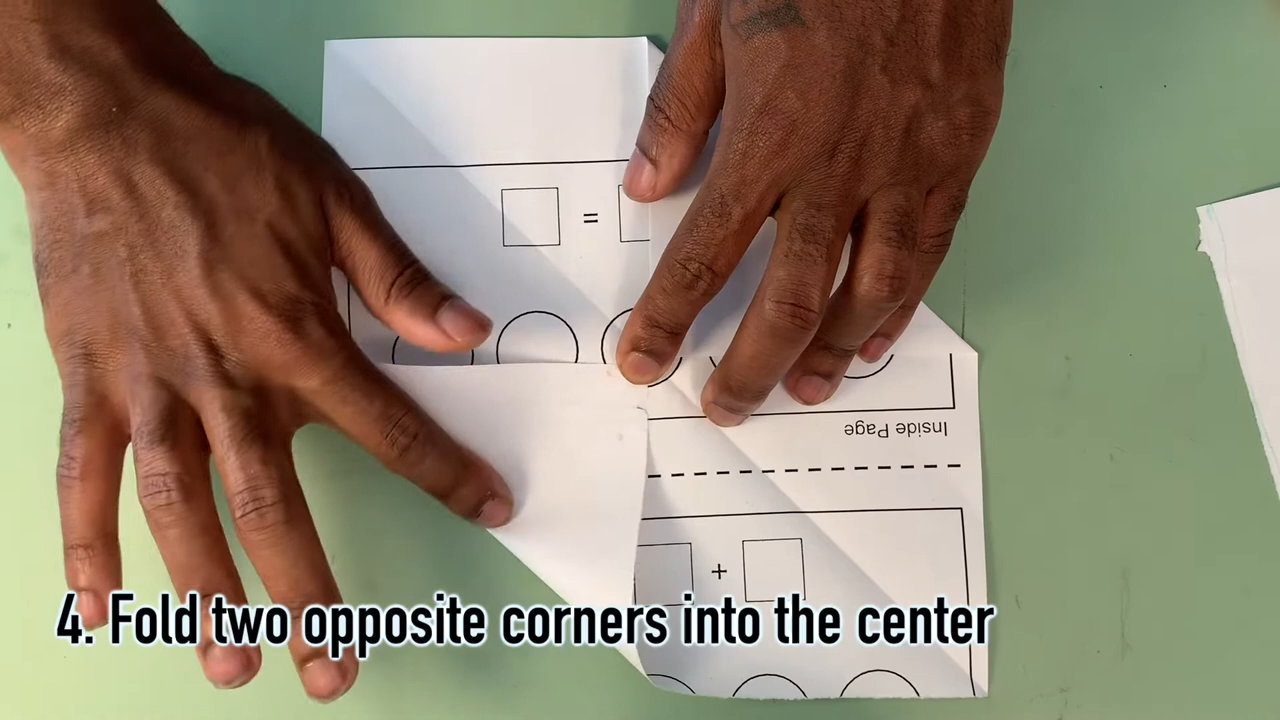 =
Inside Page
+
4. Fold two opposite corners into the center